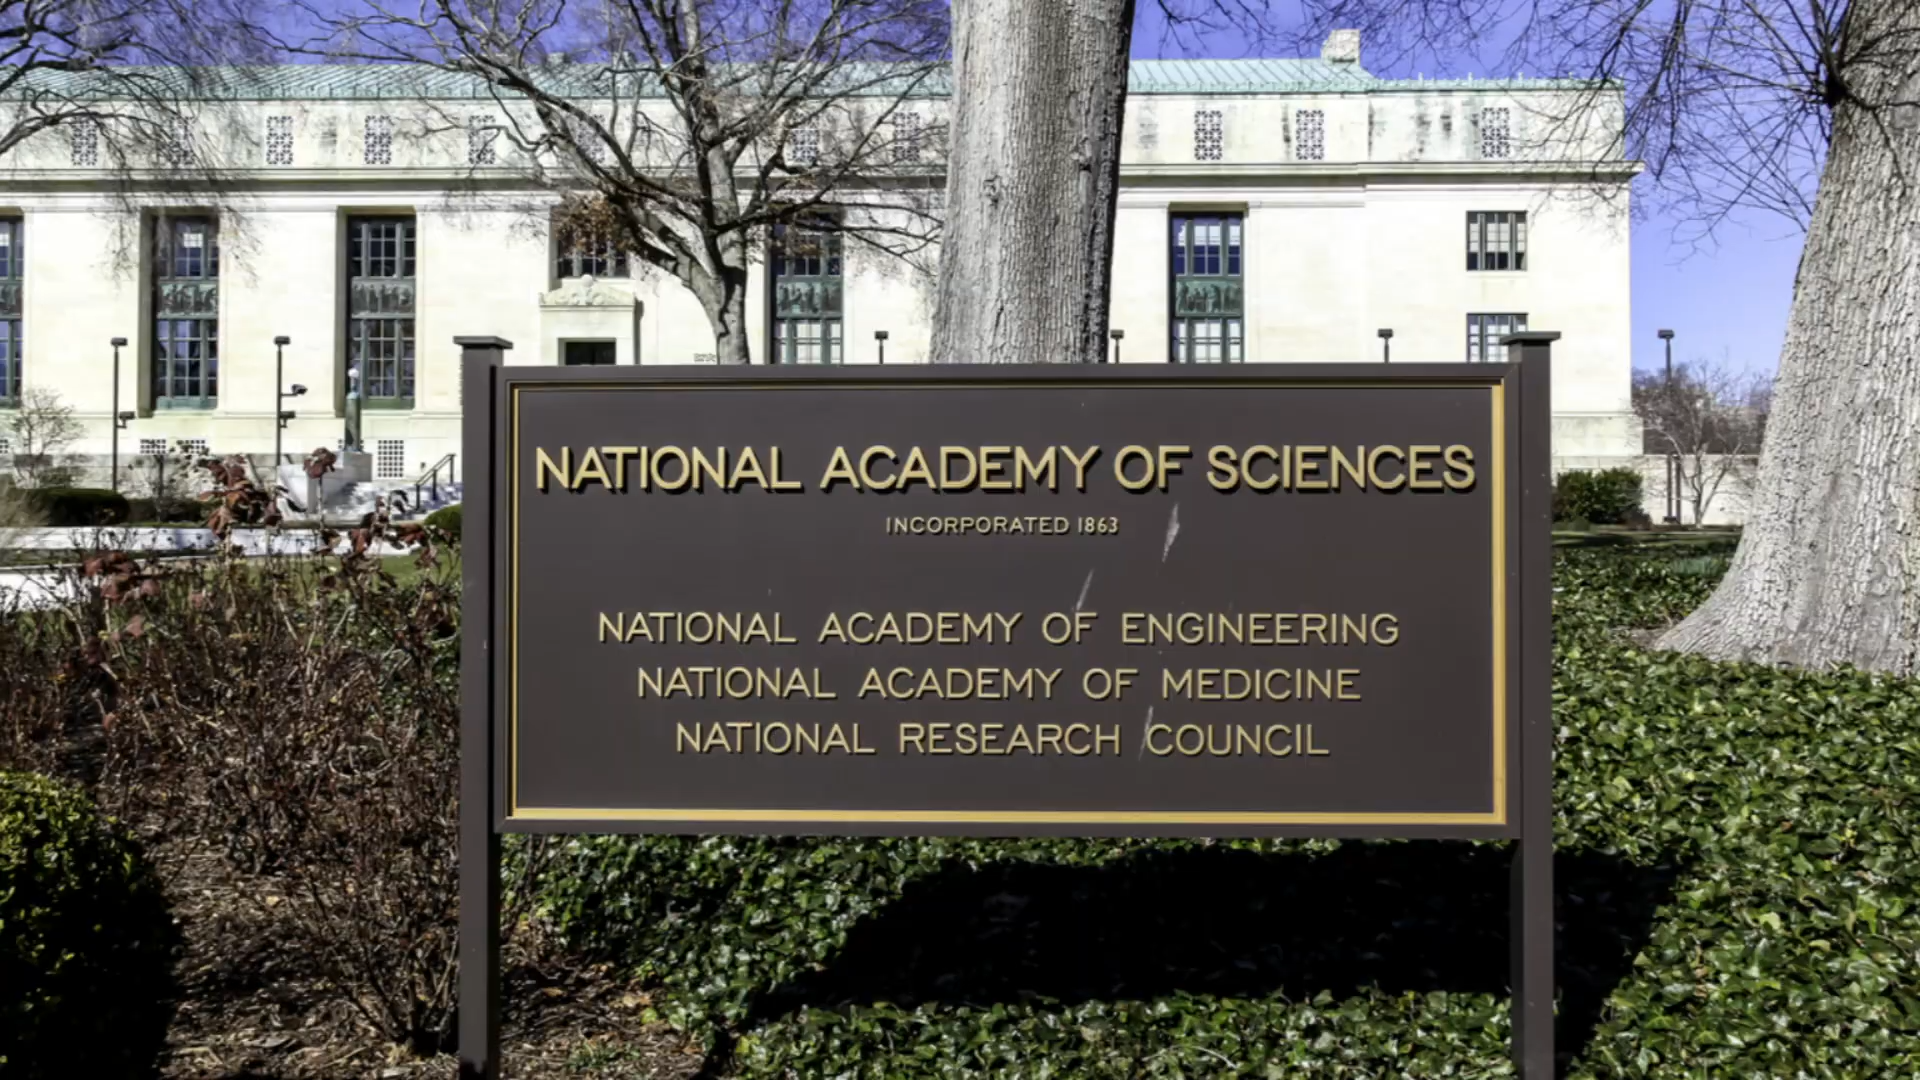 NATIONAL ACADEMY OF SCIENCES
INCORPORATED 1863
NATIONAL ACADEMY OF ENGINEERING
NATIONAL ACADEMY OF MEDICINE
NATIONAL RESEARCH COUNCIL